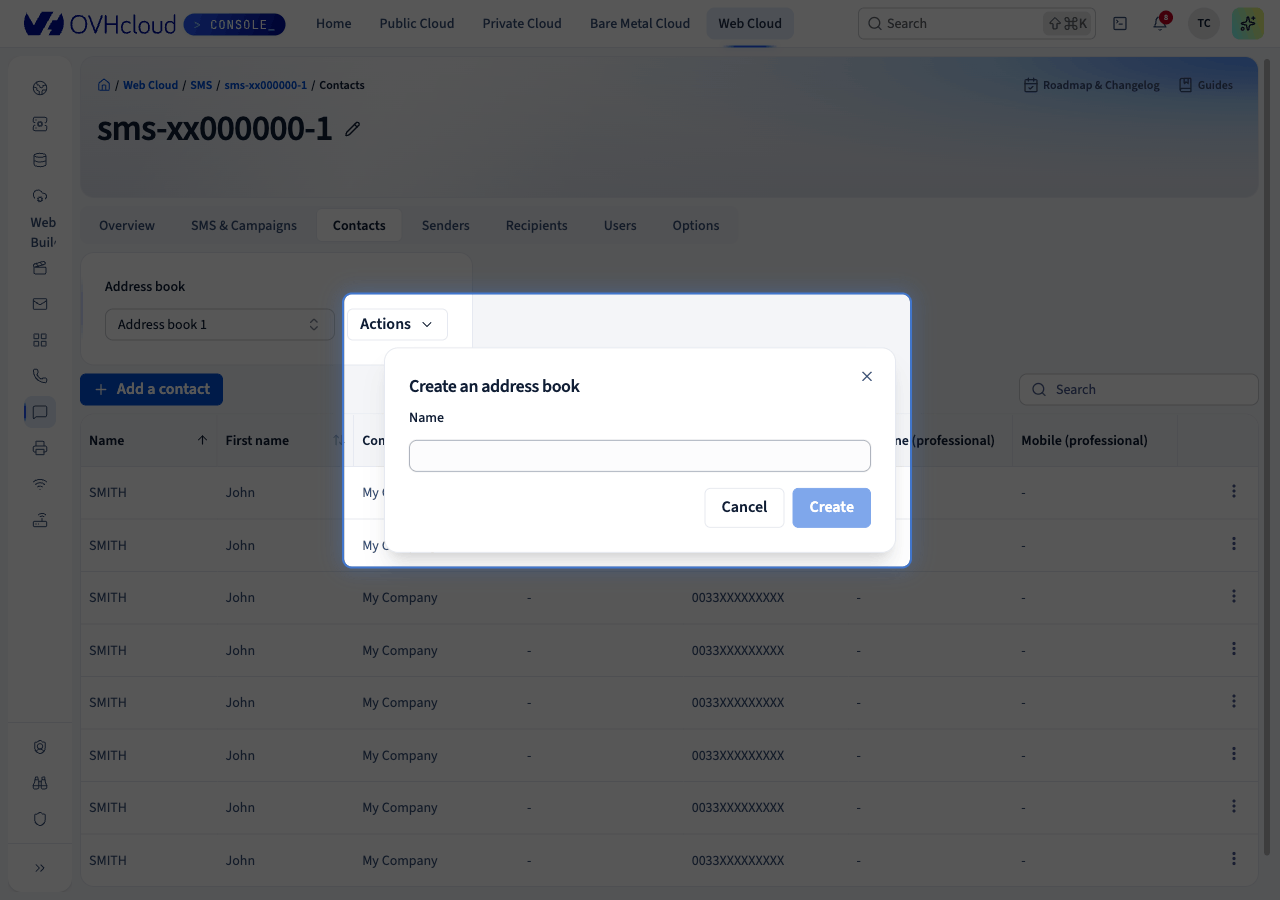 OVHcloud > CONSOLE_ Home Public Cloud Private Cloud Bare Metal Cloud Web Cloud Search ⇧⌘K 8 TC
/ Web Cloud / SMS / sms-xx000000-1 / Contacts Roadmap & Changelog Guides
sms-xx000000-1
Web
Overview SMS & Campaigns Contacts Senders Recipients Users Options
Address book
Address book 1 Actions
Create an address book
+ Add a contact Search
Name
Name First name ne (professional) Mobile (professional)
SMITH John My -
Cancel Create
SMITH John My -
SMITH John My Company - 0033XXXXXXXXX - -
SMITH John My Company - 0033XXXXXXXXX - -
SMITH John My Company - 0033XXXXXXXXX - -
SMITH John My Company - 0033XXXXXXXXX - -
SMITH John My Company - 0033XXXXXXXXX - -
SMITH John My Company - 0033XXXXXXXXX - -